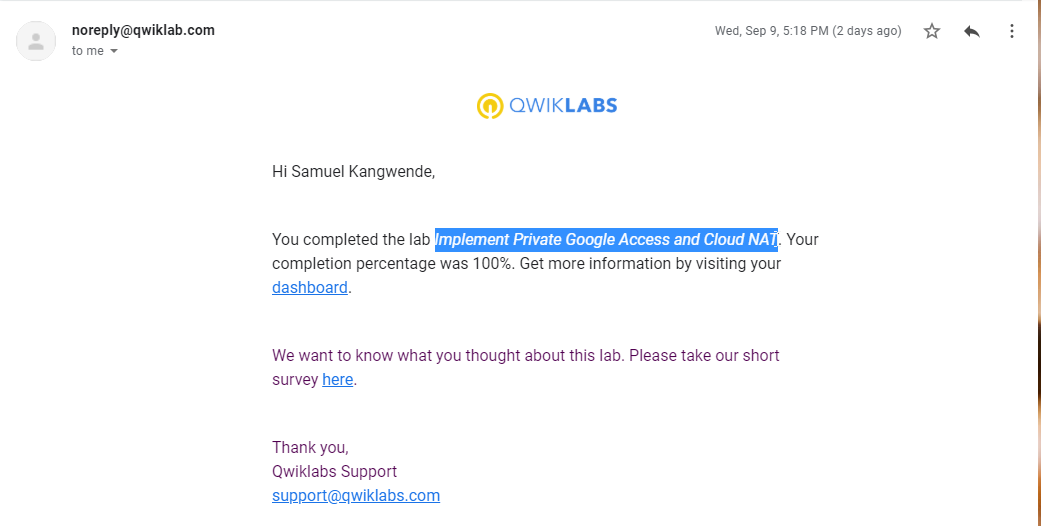 noreply@qwiklab.com
Wed, Sep 9, 5:18 PM (2 days ago)
to me
QWIKLABS
Hi Samuel Kangwende,
You completed the lab Implement Private Google Access and Cloud NAT. Your
completion percentage was 100%. Get more information by visiting your
dashboard.
We want to know what you thought about this lab. Please take our short
survey here.
Thank you,
Qwiklabs Support
support@qwiklabs.com